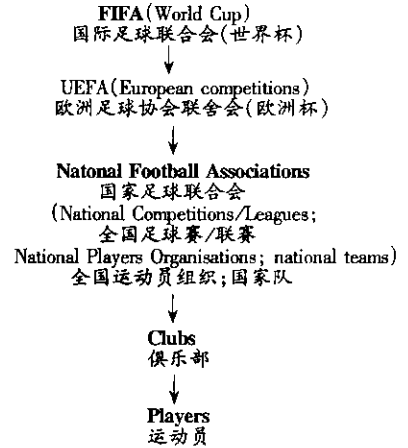 FIFA(World Cup)
国际足球联合会(世界杯)
UEFA(European competitions)
欧洲足球协会联舍会(欧洲杯)
Natonal Football Associations
国家足球联合会
(National Competitions/Leagues;
全国足球赛/联赛
National Players Organisations; national teams)
全国运动员组织;国家队
Clubs
俱乐部
Players
运动员